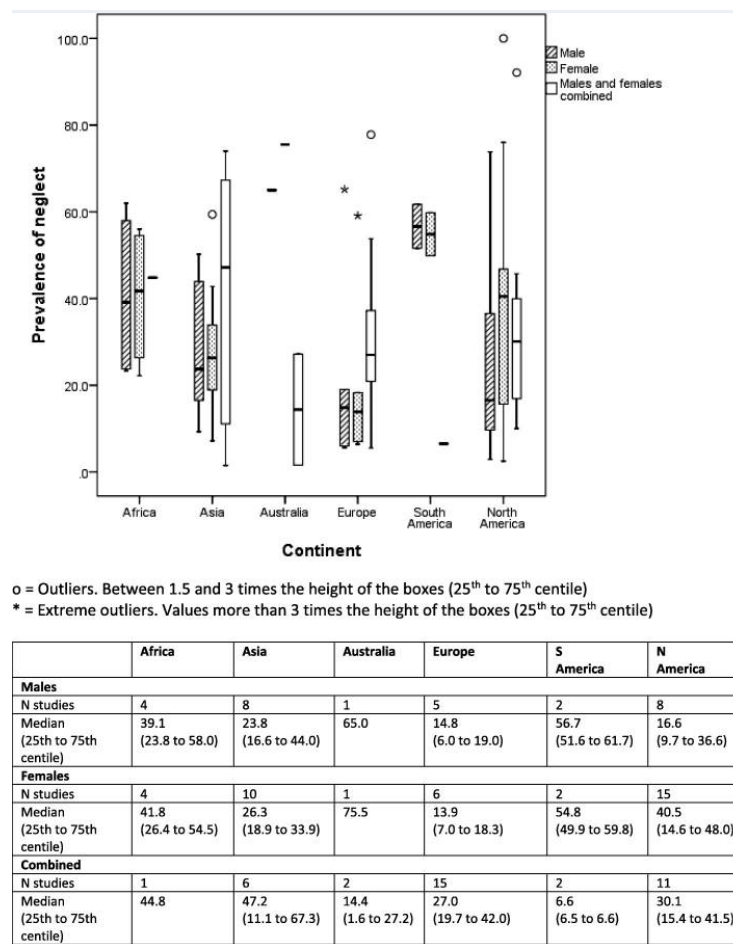 100.0
80.0
60.0
40.0
20.0
.0
Prevalence of neglect
Male
Female
Males and females
combined
Africa Asia Australia Europe South America North America
Continent
o = Outliers. Between 1.5 and 3 times the height of the boxes (25th to 75th centile)
* = Extreme outliers. Values more than 3 times the height of the boxes (25th to 75th centile)
Africa Asia Australia Europe S America N America
Males
N studies 4 8 1 5 2 8
Median 39.1 23.8 65.0 14.8 56.7 16.6
(25th to 75th (23.8 to 58.0) (16.6 to 44.0) (6.0 to 19.0) (51.6 to 61.7) (9.7 to 36.6)
centile)
Females
N studies 4 10 1 6 2 15
Median 41.8 26.3 75.5 13.9 54.8 40.5
(25th to 75th (26.4 to 54.5) (18.9 to 33.9) (7.0 to 18.3) (49.9 to 59.8) (14.6 to 48.0)
centile)
Combined
N studies 1 6 2 15 2 11
Median 44.8 47.2 14.4 27.0 6.6 30.1
(25th to 75th (11.1 to 67.3) (1.6 to 27.2) (19.7 to 42.0) (6.5 to 6.6) (15.4 to 41.5)
centile)